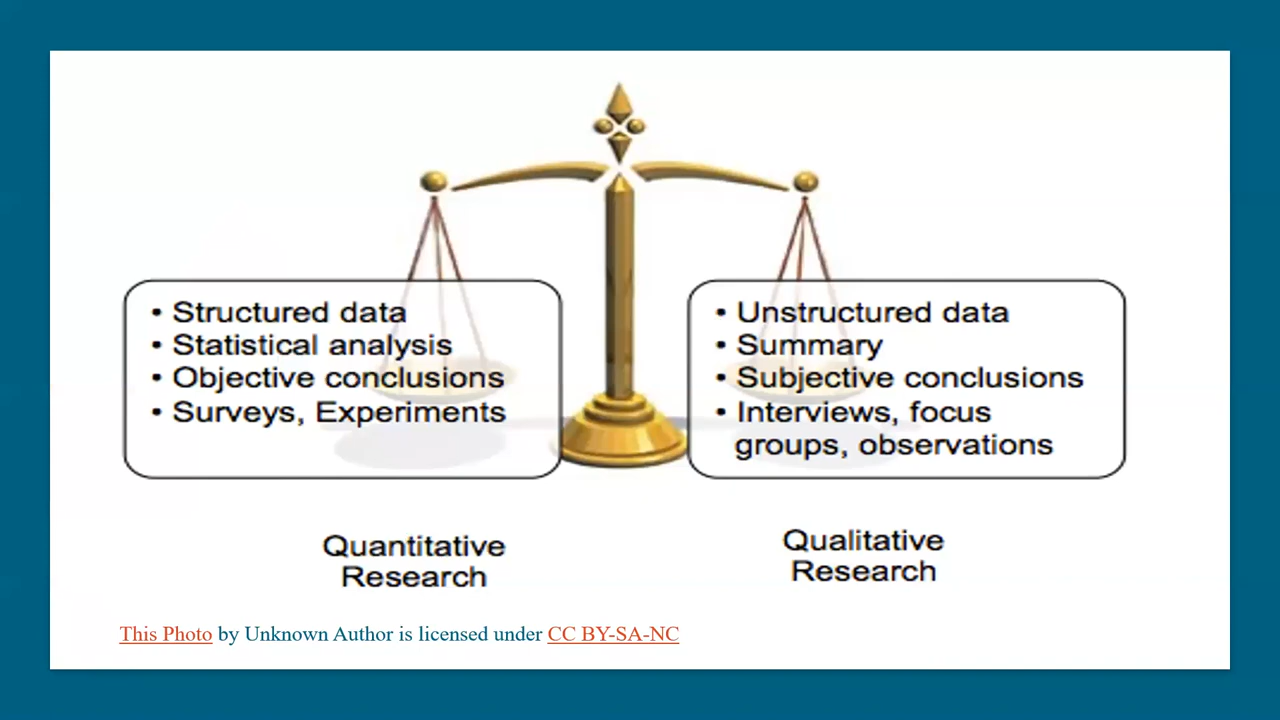 • Structured data
• Statistical analysis
• Objective conclusions
• Surveys, Experiments
• Unstructured data
• Summary
• Subjective conclusions
• Interviews, focus
groups, observations
Quantitative
Research
Qualitative
Research
This Photo by Unknown Author is licensed under CC BY-SA-NC